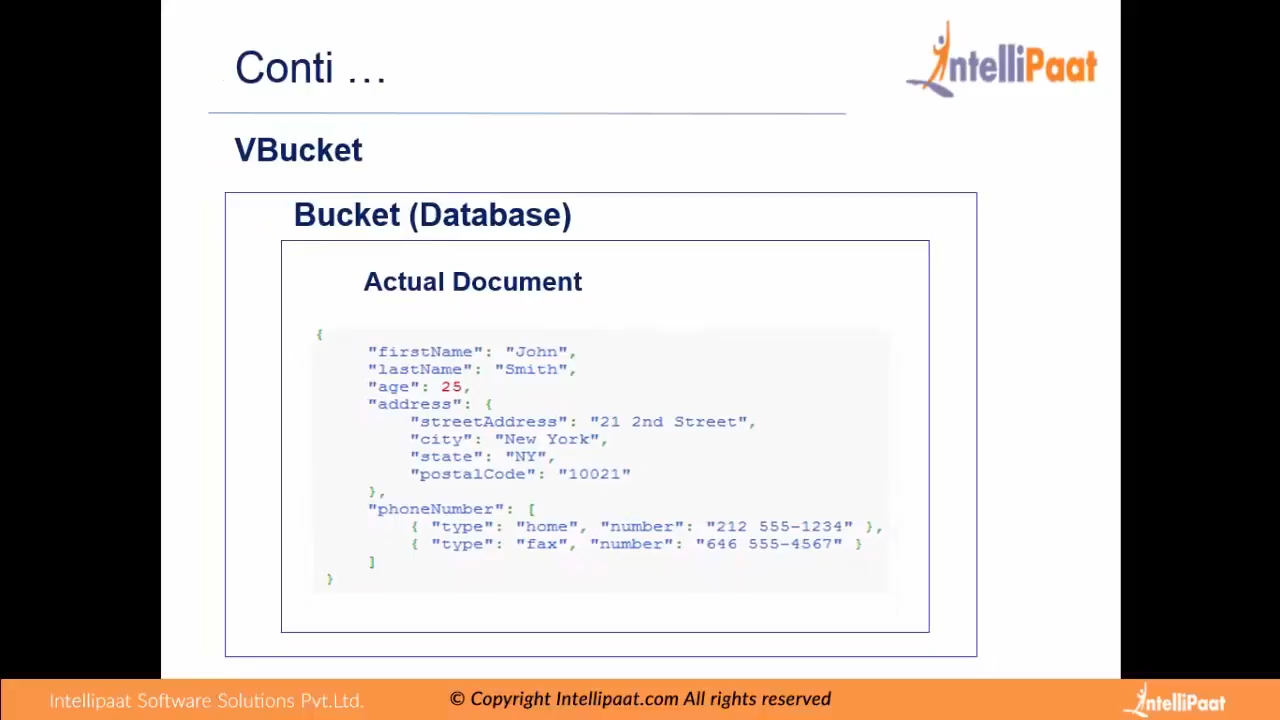 Conti ...
IntelliPaat
VBucket
Bucket (Database)
Actual Document
{
"firstName": "John",
"lastName": "Smith",
"age": 25,
"address": {
"streetAddress": "21 2nd Street",
"city": "New York",
"state": "NY",
"postalCode": "10021"
},
"phoneNumber": [
{ "type": "home", "number": "212 555-1234" },
{ "type": "fax", "number": "646 555-4567" }
]
}
Intellipaat Software Solutions Pvt.Ltd.
© Copyright Intellipaat.com All rights reserved
IntelliPaat